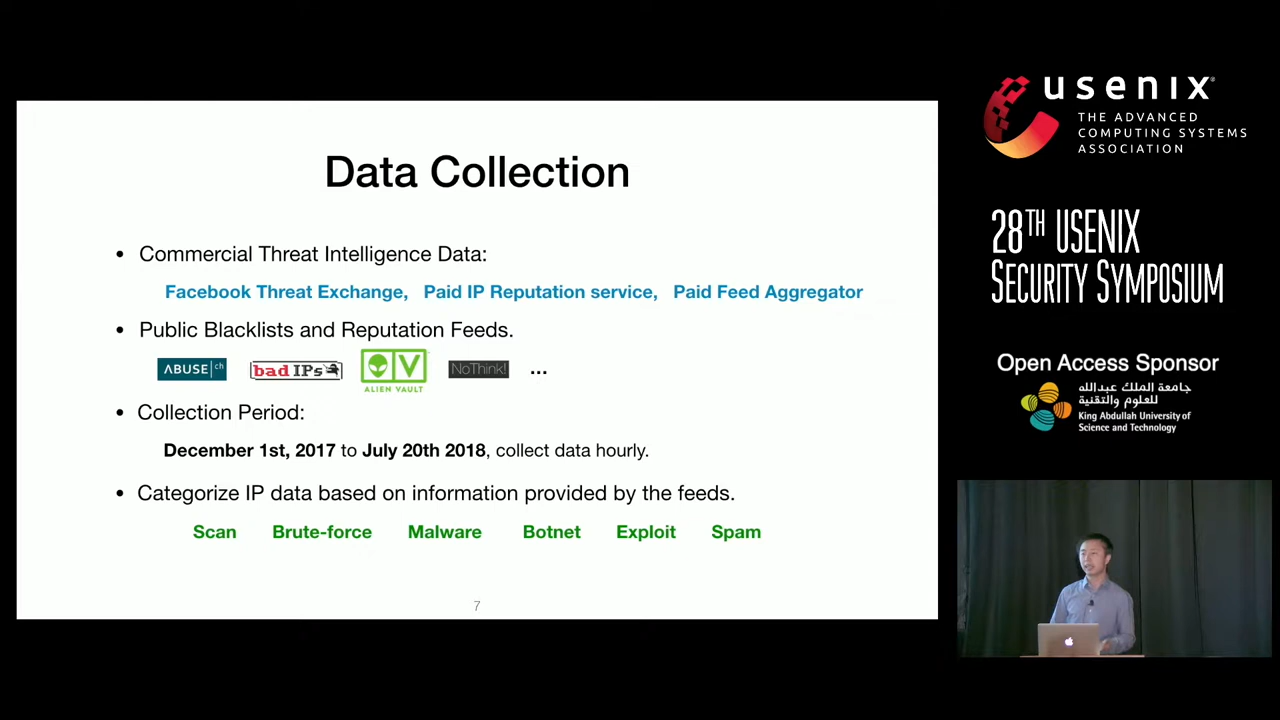 Data Collection
• Commercial Threat Intelligence Data:
Facebook Threat Exchange, Paid IP Reputation service, Paid Feed Aggregator
• Public Blacklists and Reputation Feeds.
ABUSE ch bad IPs ALIEN VAULT NoThink! ...
• Collection Period:
December 1st, 2017 to July 20th 2018, collect data hourly.
• Categorize IP data based on information provided by the feeds.
Scan Brute-force Malware Botnet Exploit Spam
7
usenix
THE ADVANCED
COMPUTING SYSTEMS
ASSOCIATION
28TH USENIX
SECURITY SYMPOSIUM
Open Access Sponsor
جامعة الملك عبدالله
للعلوم والتقنية
King Abdullah University of
Science and Technology